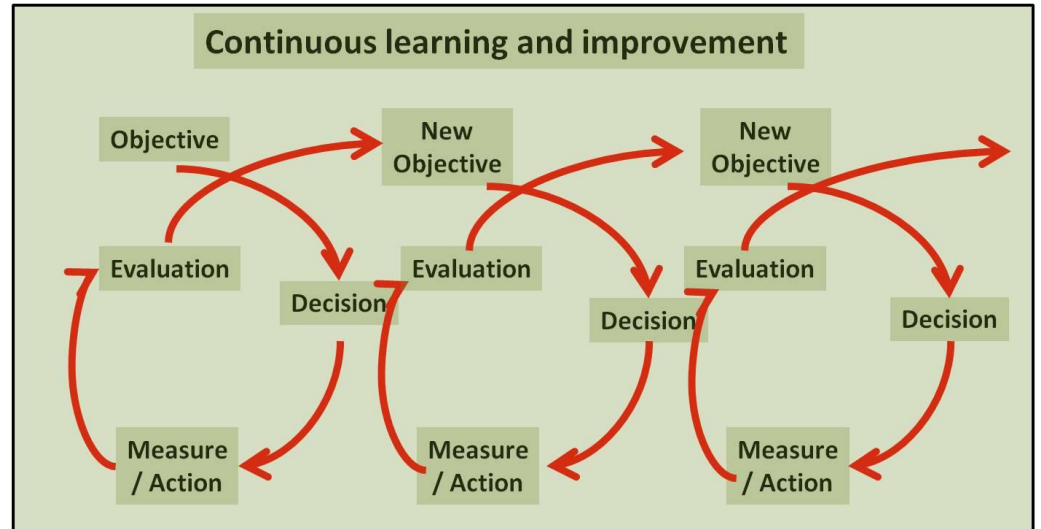 Continuous learning and improvement
Objective
Evaluation
Decision
Measure
/ Action
New
Objective
Evaluation
Decision
Measure
/ Action
New
Objective
Evaluation
Decision
Measure
/ Action